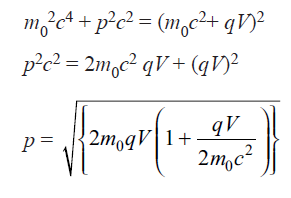 m₀²c⁴ + p²c² = (m₀c²+ qV)²
p²c² = 2m₀c² qV + (qV)²
p = √{2m₀qV(1 + qV/2m₀c²)}